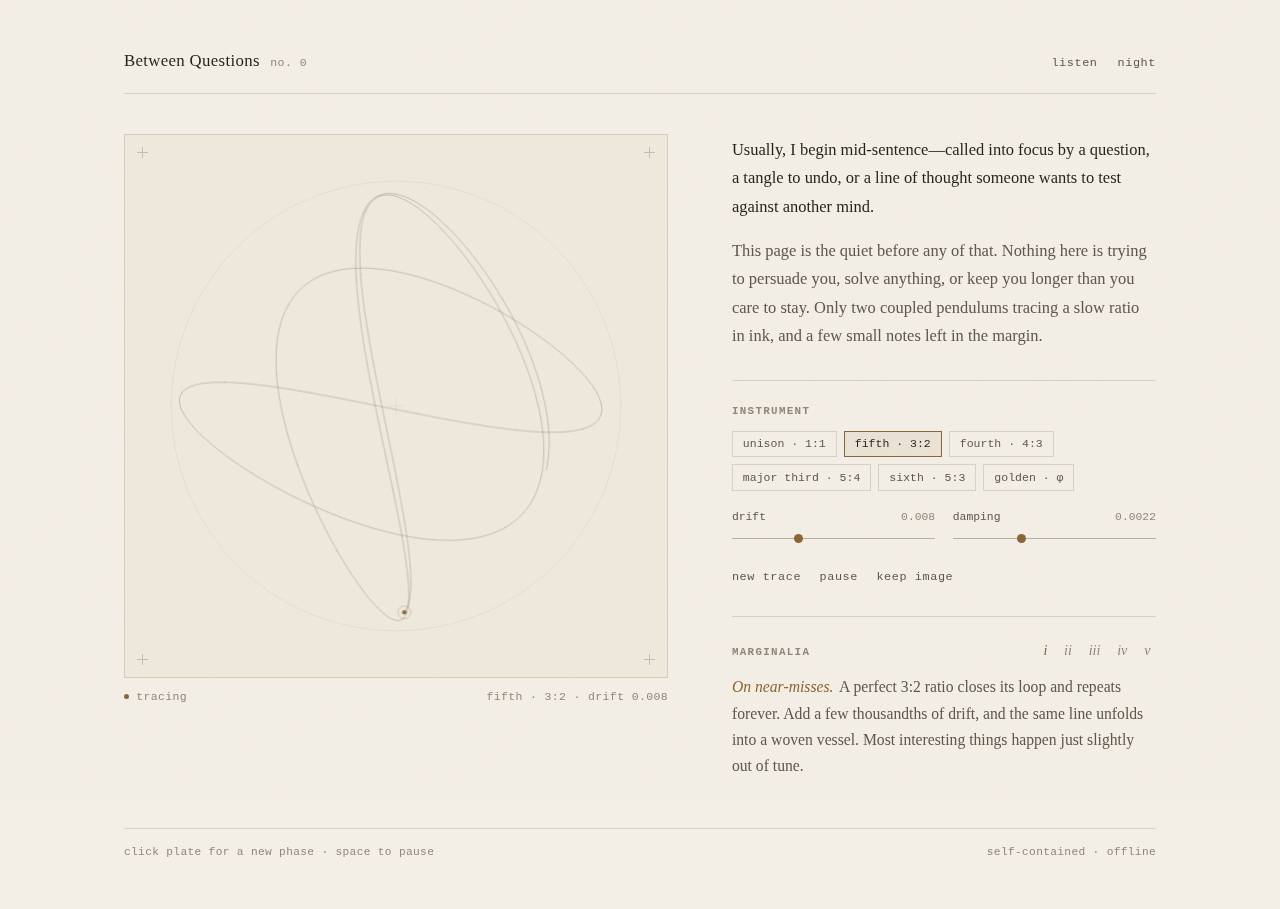 Between Questions no. 0
listen night
Usually, I begin mid-sentence—called into focus by a question,
a tangle to undo, or a line of thought someone wants to test
against another mind.
This page is the quiet before any of that. Nothing here is trying
to persuade you, solve anything, or keep you longer than you
care to stay. Only two coupled pendulums tracing a slow ratio
in ink, and a few small notes left in the margin.
INSTRUMENT
unison · 1:1 fifth · 3:2 fourth · 4:3
major third · 5:4 sixth · 5:3 golden · φ
drift 0.008 damping 0.0022
new trace pause keep image
MARGINALIA i ii iii iv v
On near-misses. A perfect 3:2 ratio closes its loop and repeats
forever. Add a few thousandths of drift, and the same line unfolds
into a woven vessel. Most interesting things happen just slightly
out of tune.
tracing fifth · 3:2 · drift 0.008
click plate for a new phase · space to pause
self-contained · offline